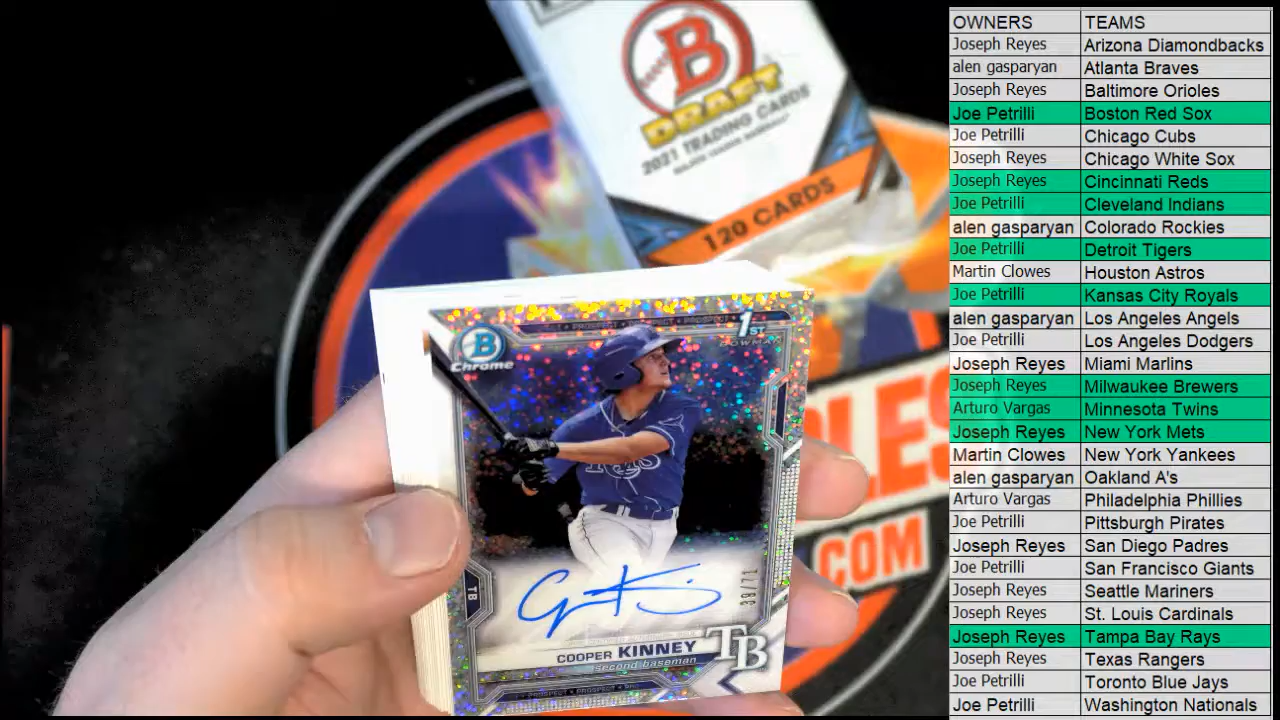 B
DRAFT
2021 TRADING CARDS
MAJOR LEAGUE BASEBALL
120 CARDS
B
Chrome
1ST
BOWMAN
TB
39/71
COOPER KINNEY
second baseman
TB
LES
.COM
OWNERS TEAMS
Joseph Reyes Arizona Diamondbacks
alen gasparyan Atlanta Braves
Joseph Reyes Baltimore Orioles
Joe Petrilli Boston Red Sox
Joe Petrilli Chicago Cubs
Joseph Reyes Chicago White Sox
Joseph Reyes Cincinnati Reds
Joe Petrilli Cleveland Indians
alen gasparyan Colorado Rockies
Joe Petrilli Detroit Tigers
Martin Clowes Houston Astros
Joe Petrilli Kansas City Royals
alen gasparyan Los Angeles Angels
Joe Petrilli Los Angeles Dodgers
Joseph Reyes Miami Marlins
Joseph Reyes Milwaukee Brewers
Arturo Vargas Minnesota Twins
Joseph Reyes New York Mets
Martin Clowes New York Yankees
alen gasparyan Oakland A's
Arturo Vargas Philadelphia Phillies
Joe Petrilli Pittsburgh Pirates
Joseph Reyes San Diego Padres
Joe Petrilli San Francisco Giants
Joseph Reyes Seattle Mariners
Joseph Reyes St. Louis Cardinals
Joseph Reyes Tampa Bay Rays
Joseph Reyes Texas Rangers
Joe Petrilli Toronto Blue Jays
Joe Petrilli Washington Nationals